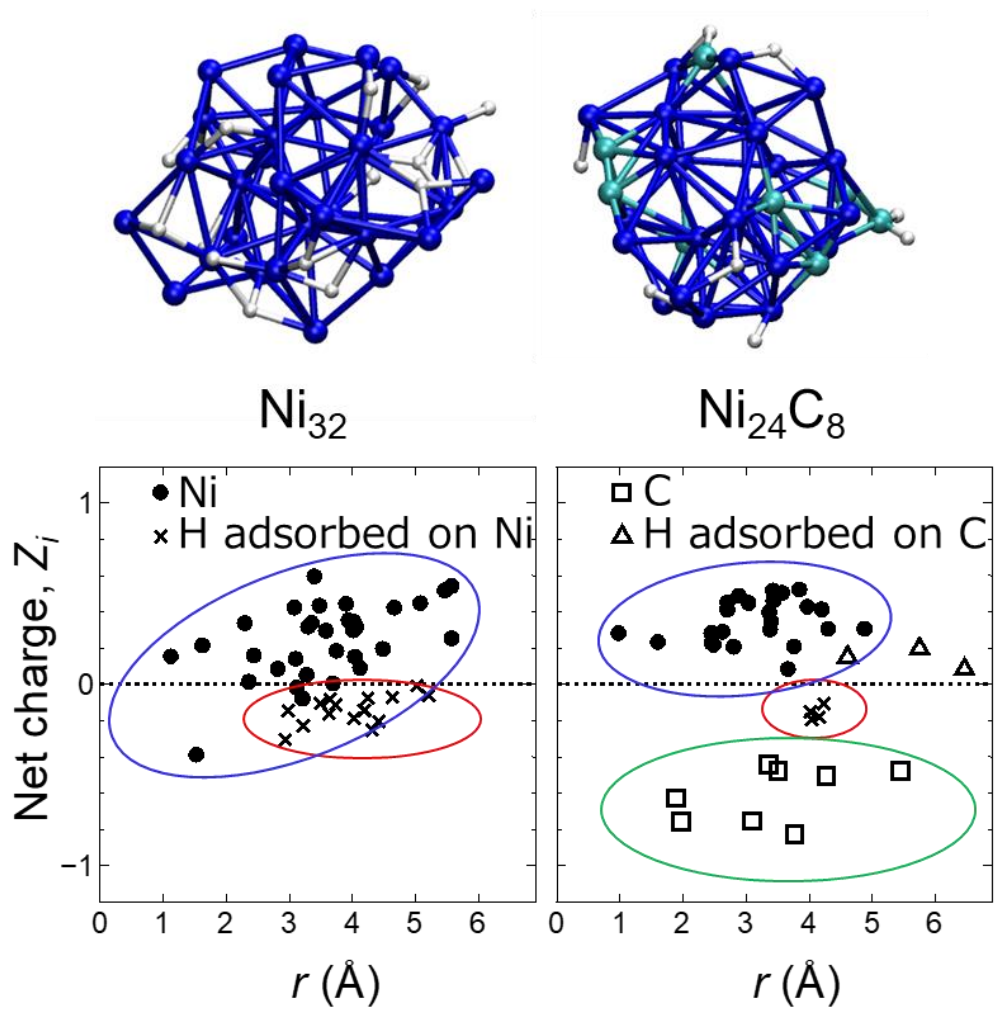 Ni₃₂
Ni₂₄C₈
Net charge, Zᵢ
1
0
−1
Ni
H adsorbed on Ni
0 1 2 3 4 5 6
r (Å)
C
H adsorbed on C
0 1 2 3 4 5 6
r (Å)